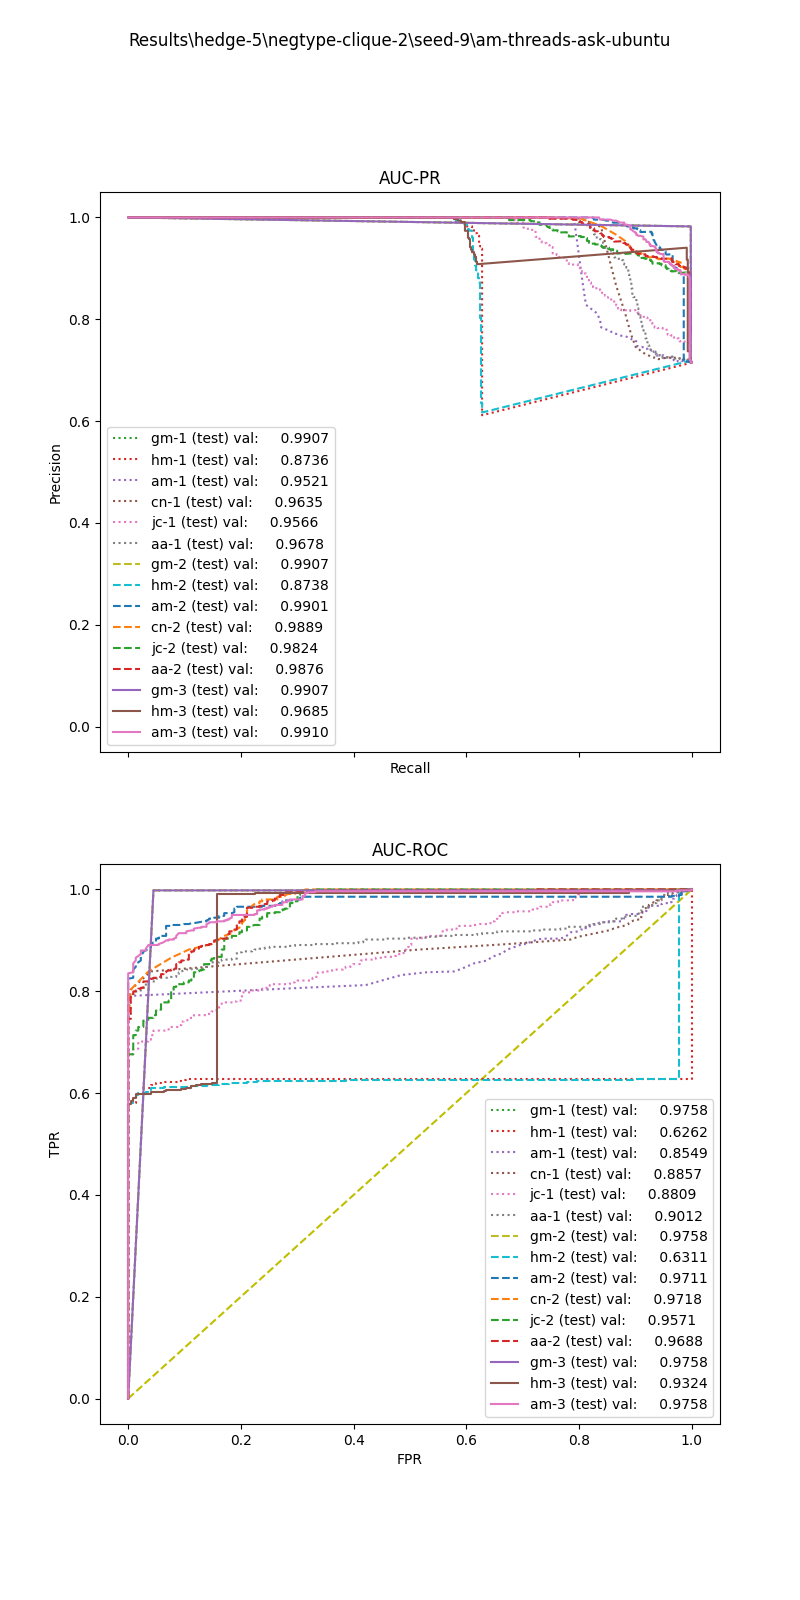 Results\hedge-5\negtype-clique-2\seed-9\am-threads-ask-ubuntu
AUC-PR
1.0
0.8
0.6
0.4
0.2
0.0
Precision
gm-1 (test) val: 0.9907
hm-1 (test) val: 0.8736
am-1 (test) val: 0.9521
cn-1 (test) val: 0.9635
jc-1 (test) val: 0.9566
aa-1 (test) val: 0.9678
gm-2 (test) val: 0.9907
hm-2 (test) val: 0.8738
am-2 (test) val: 0.9901
cn-2 (test) val: 0.9889
jc-2 (test) val: 0.9824
aa-2 (test) val: 0.9876
gm-3 (test) val: 0.9907
hm-3 (test) val: 0.9685
am-3 (test) val: 0.9910
Recall
AUC-ROC
1.0
0.8
0.6
0.4
0.2
0.0
TPR
gm-1 (test) val: 0.9758
hm-1 (test) val: 0.6262
am-1 (test) val: 0.8549
cn-1 (test) val: 0.8857
jc-1 (test) val: 0.8809
aa-1 (test) val: 0.9012
gm-2 (test) val: 0.9758
hm-2 (test) val: 0.6311
am-2 (test) val: 0.9711
cn-2 (test) val: 0.9718
jc-2 (test) val: 0.9571
aa-2 (test) val: 0.9688
gm-3 (test) val: 0.9758
hm-3 (test) val: 0.9324
am-3 (test) val: 0.9758
0.0 0.2 0.4 0.6 0.8 1.0
FPR